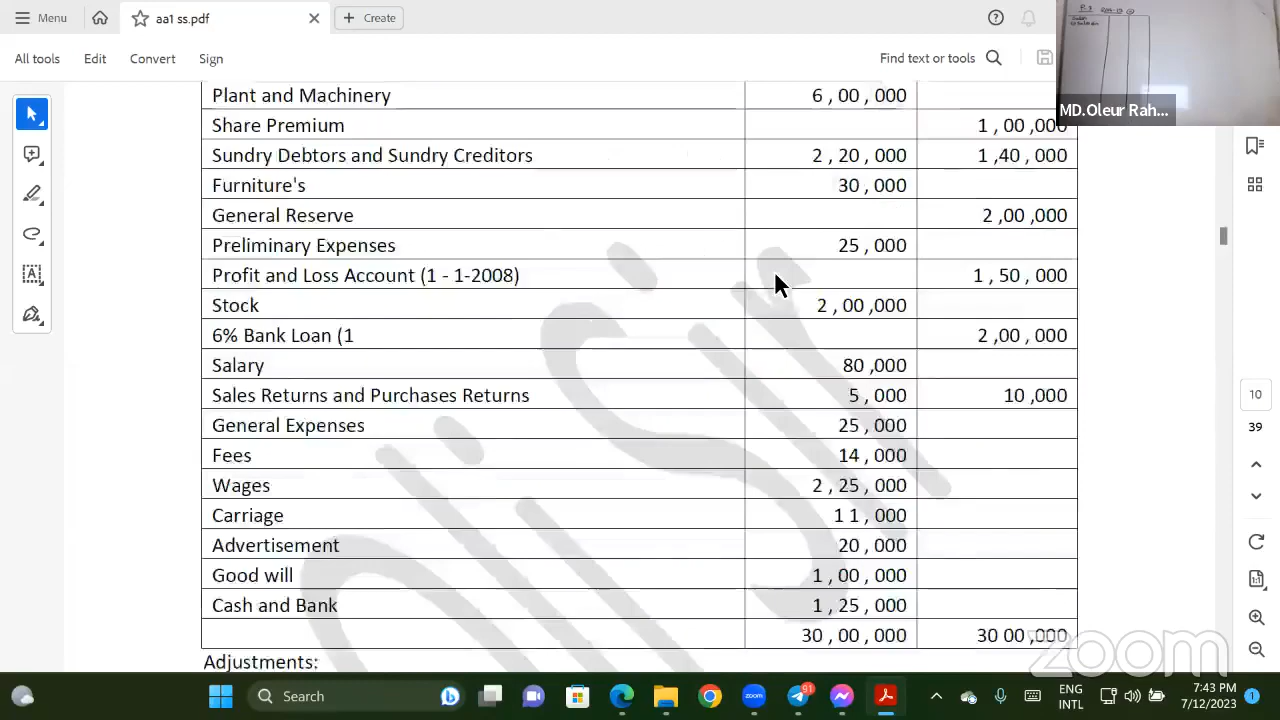 Menu
aa1 ss.pdf
Create
All tools Edit Convert Sign Find text or tools
MD.Oleur Rah...
Plant and Machinery 6 , 00 , 000
Share Premium 1 , 00 ,000
Sundry Debtors and Sundry Creditors 2 , 20 , 000 1 ,40 , 000
Furniture's 30 , 000
General Reserve 2 ,00 ,000
Preliminary Expenses 25 , 000
Profit and Loss Account (1 - 1-2008) 1 , 50 , 000
Stock 2 , 00 ,000
6% Bank Loan (1 2 ,00 , 000
Salary 80 ,000
Sales Returns and Purchases Returns 5 , 000 10 ,000
General Expenses 25 , 000
Fees 14 , 000
Wages 2 , 25 , 000
Carriage 1 1 , 000
Advertisement 20 , 000
Good will 1 , 00 , 000
Cash and Bank 1 , 25 , 000
30 , 00 , 000 30 00 ,000
Adjustments:
Sir
10
39
zoom
Search
91
ENG
INTL
7:43 PM
7/12/2023
1